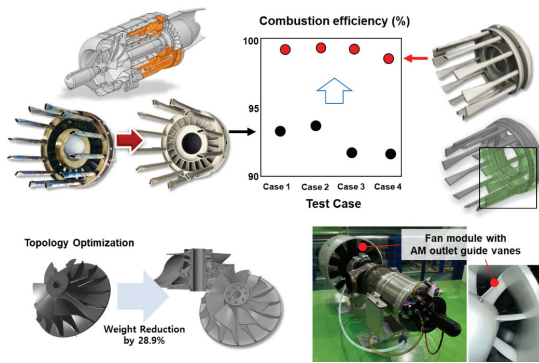 Combustion efficiency (%)
100
95
90
Case 1 Case 2 Case 3 Case 4
Test Case
Topology Optimization
Weight Reduction
by 28.9%
Fan module with
AM outlet guide vanes